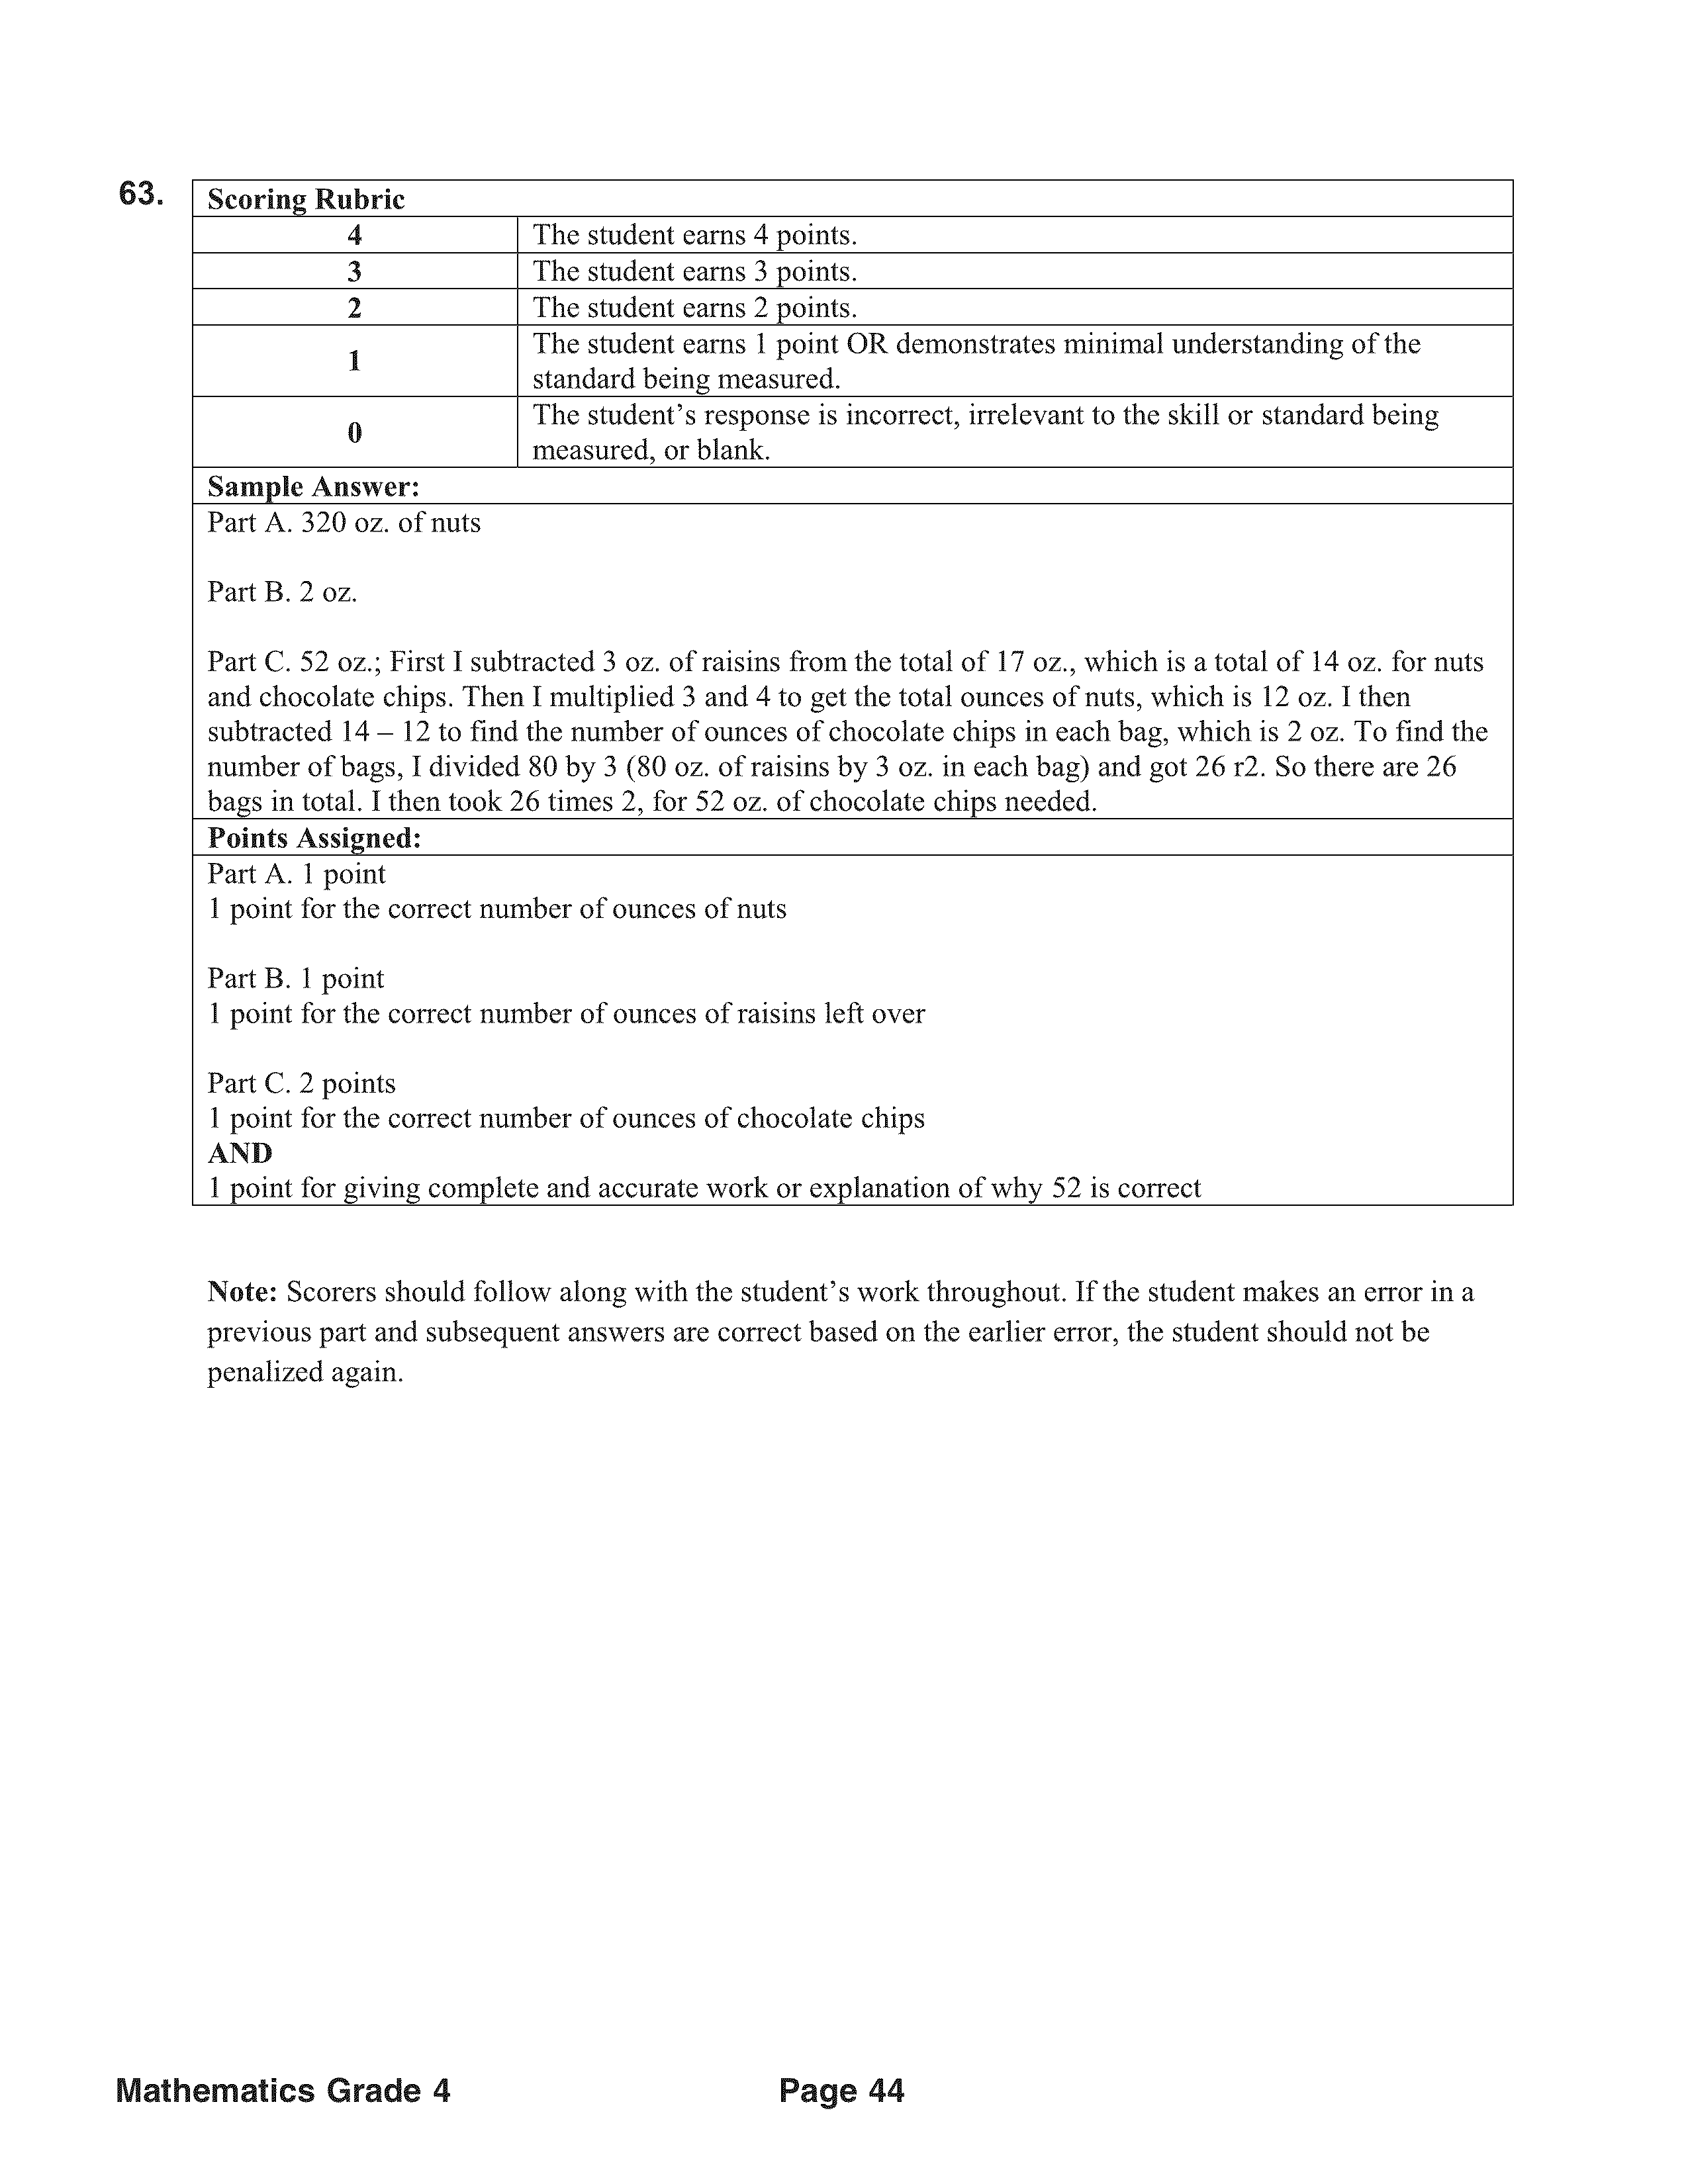 63.
Scoring Rubric
4 The student earns 4 points.
3 The student earns 3 points.
2 The student earns 2 points.
1 The student earns 1 point OR demonstrates minimal understanding of the
standard being measured.
0 The student’s response is incorrect, irrelevant to the skill or standard being
measured, or blank.
Sample Answer:
Part A. 320 oz. of nuts
Part B. 2 oz.
Part C. 52 oz.; First I subtracted 3 oz. of raisins from the total of 17 oz., which is a total of 14 oz. for nuts
and chocolate chips. Then I multiplied 3 and 4 to get the total ounces of nuts, which is 12 oz. I then
subtracted 14 – 12 to find the number of ounces of chocolate chips in each bag, which is 2 oz. To find the
number of bags, I divided 80 by 3 (80 oz. of raisins by 3 oz. in each bag) and got 26 r2. So there are 26
bags in total. I then took 26 times 2, for 52 oz. of chocolate chips needed.
Points Assigned:
Part A. 1 point
1 point for the correct number of ounces of nuts
Part B. 1 point
1 point for the correct number of ounces of raisins left over
Part C. 2 points
1 point for the correct number of ounces of chocolate chips
AND
1 point for giving complete and accurate work or explanation of why 52 is correct
Note: Scorers should follow along with the student’s work throughout. If the student makes an error in a
previous part and subsequent answers are correct based on the earlier error, the student should not be
penalized again.
Mathematics Grade 4 Page 44